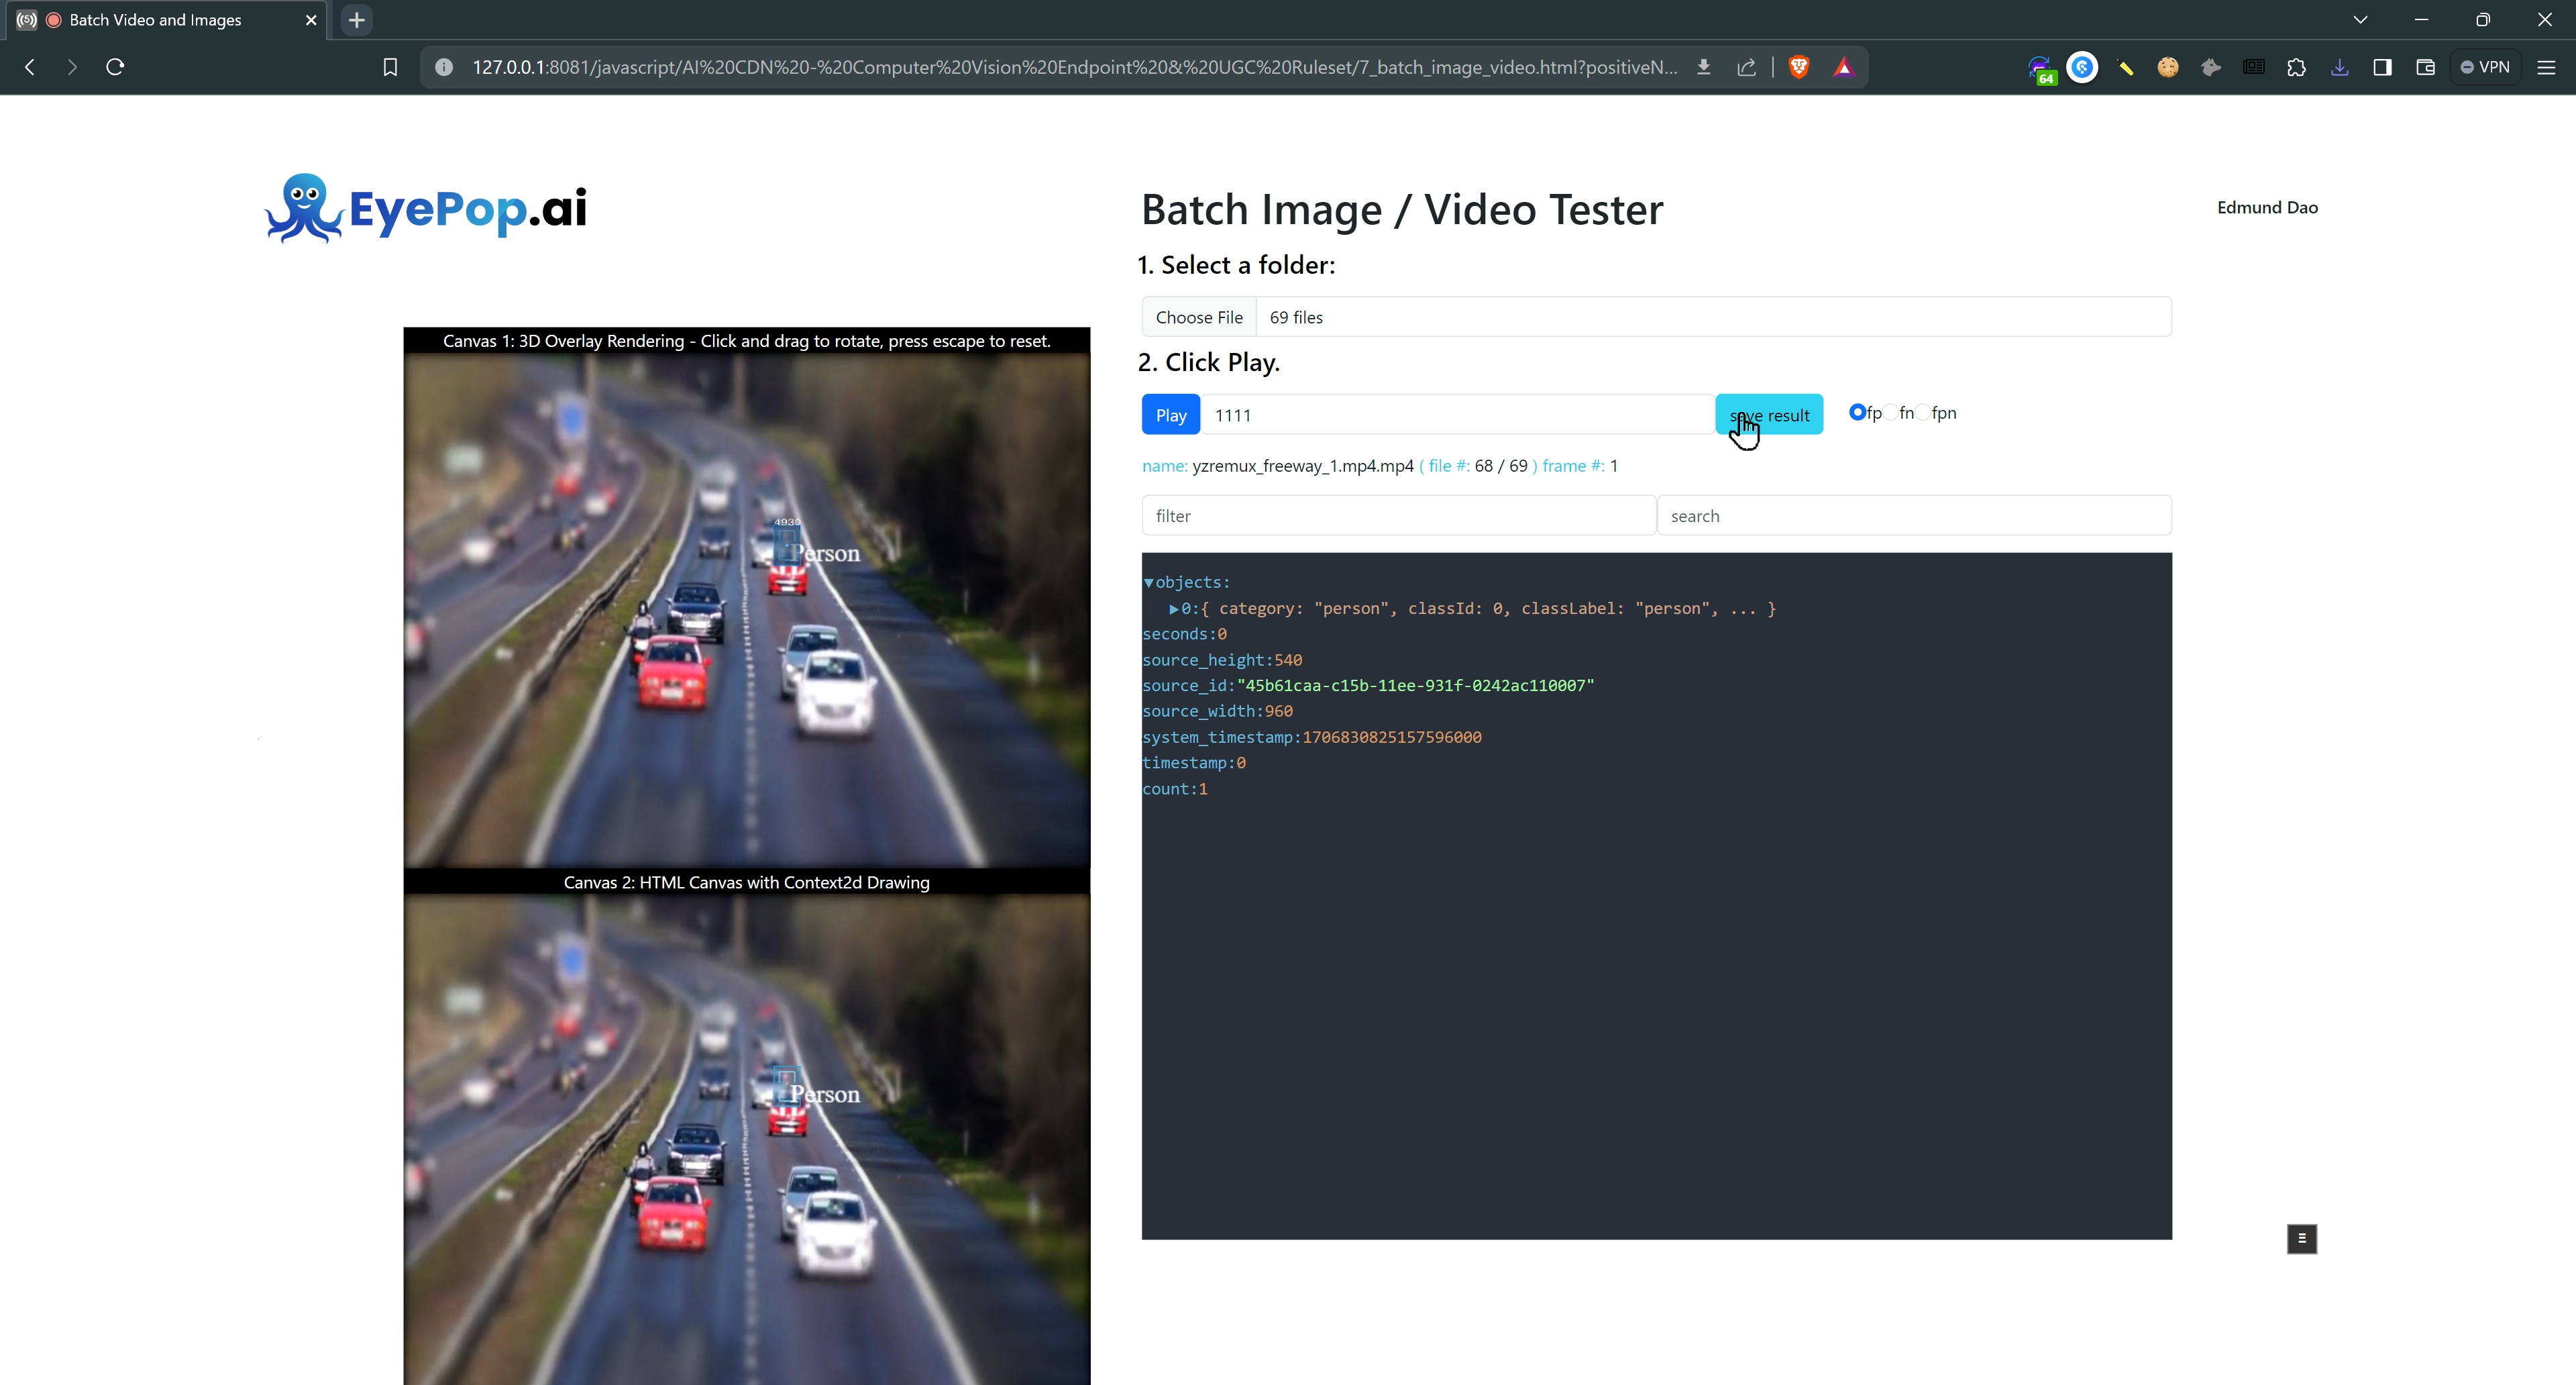 (5) Batch Video and Images
127.0.0.1:8081/javascript/AI%20CDN%20-%20Computer%20Vision%20Endpoint%20&%20UGC%20Ruleset/7_batch_image_video.html?positiveN...
64
VPN
EyePop.ai
Batch Image / Video Tester
Edmund Dao
1. Select a folder:
Choose File 69 files
Canvas 1: 3D Overlay Rendering - Click and drag to rotate, press escape to reset.
2. Click Play.
Play 1111 save result fp fn fpn
name: yzremux_freeway_1.mp4.mp4 ( file #: 68 / 69 ) frame #: 1
filter search
4930
Person
▼objects:
▶0:{ category: "person", classId: 0, classLabel: "person", ... }
seconds:0
source_height:540
source_id:"45b61caa-c15b-11ee-931f-0242ac110007"
source_width:960
system_timestamp:1706830825157596000
timestamp:0
count:1
Canvas 2: HTML Canvas with Context2d Drawing
Person